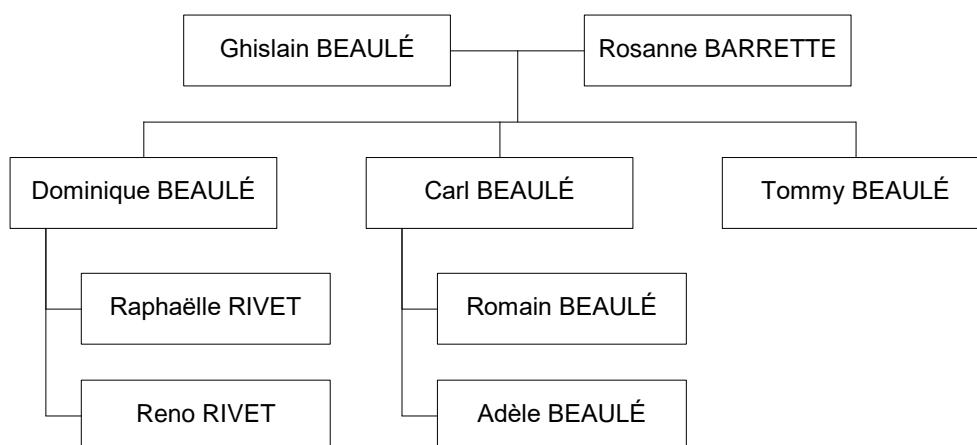 Ghislain BEAULÉ
Rosanne BARRETTE
Dominique BEAULÉ
Carl BEAULÉ
Tommy BEAULÉ
Raphaëlle RIVET
Romain BEAULÉ
Reno RIVET
Adèle BEAULÉ